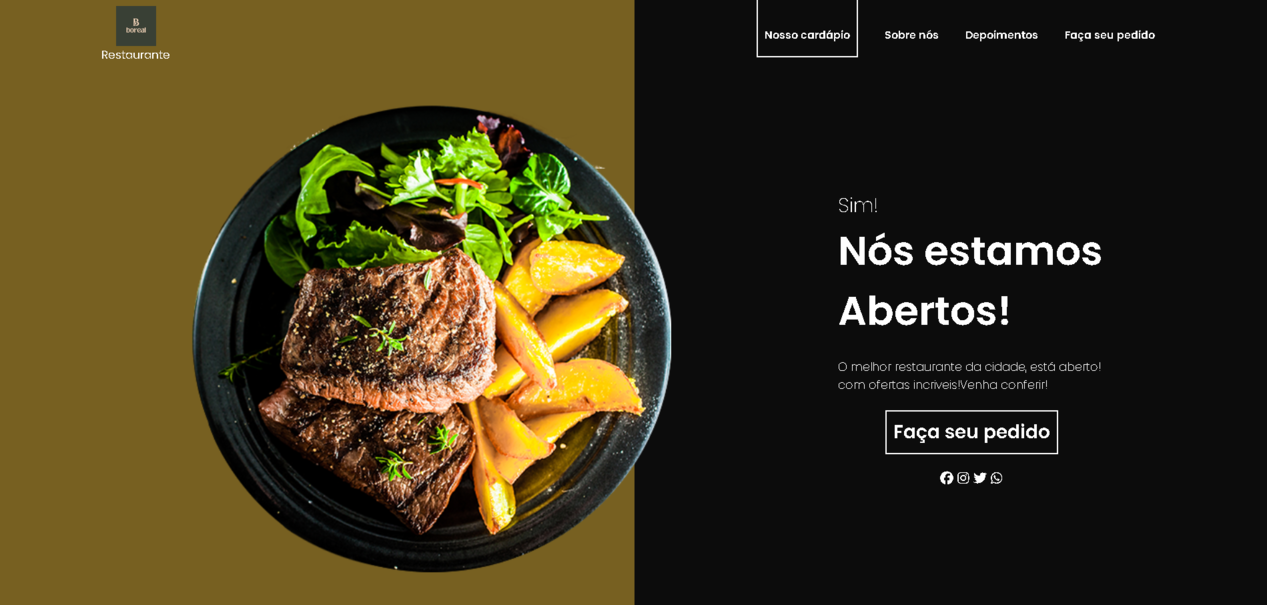 B
boreal
Restaurante
Nosso cardápio
Sobre nós
Depoimentos
Faça seu pedido
Sim!
Nós estamos
Abertos!
O melhor restaurante da cidade, está aberto!
com ofertas incriveis!Venha conferir!
Faça seu pedido